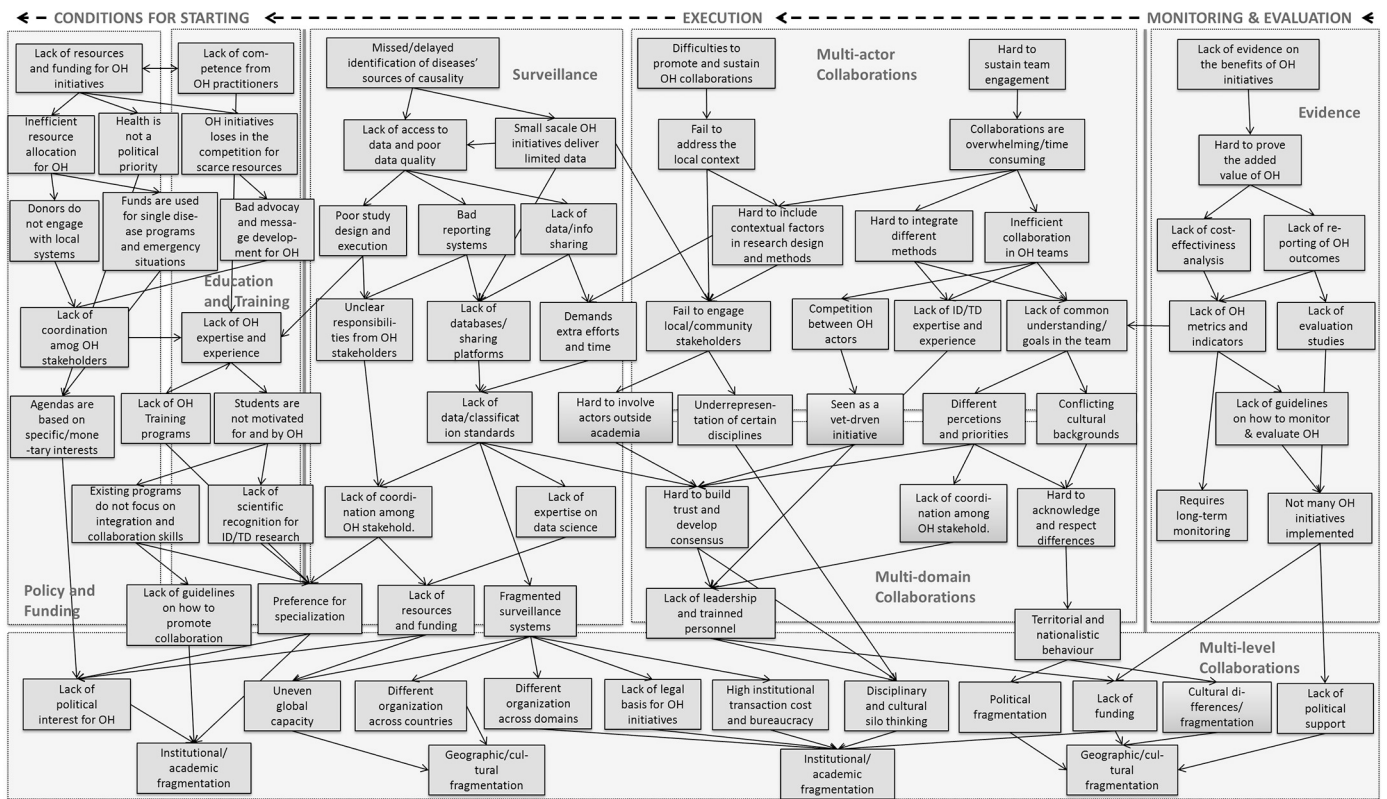 CONDITIONS FOR STARTING
EXECUTION
MONITORING & EVALUATION
Lack of resources
and funding for OH
initiatives
Lack of com-
petence from
OH practitioners
Missed/delayed
identification of diseases'
sources of causality
Surveillance
Difficulties to
promote and sustain
OH collaborations
Multi-actor
Collaborations
Hard to
sustain team
engagement
Lack of evidence on
the benefits of OH
initiatives
Evidence
Inefficient
resource
allocation
for OH
Health is
not a
political
priority
OH initiatives
loses in the
competition for
scarce resources
Lack of access to
data and poor
data quality
Small sacale OH
initiatives deliver
limited data
Fail to
address the
local context
Collaborations are
overwhelming/time
consuming
Hard to prove
the added
value of OH
Donors do
not engage
with local
systems
Funds are used
for single dise-
ase programs
and emergency
situations
Bad advocay
and messa-
ge develop-
ment for OH
Poor study
design and
execution
Bad
reporting
systems
Lack of
data/info
sharing
Hard to include
contextual factors
in research design
and methods
Hard to integrate
different
methods
Inefficient
collaboration
in OH teams
Lack of cost-
effectiviness
analysis
Lack of re-
porting of OH
outcomes
Education
and Training
Lack of
coordination
amog OH
stakeholders
Lack of OH
expertise and
experience
Unclear
responsibili-
ties from OH
stakeholders
Lack of
databases/
sharing
platforms
Demands
extra efforts
and time
Fail to engage
local/community
stakeholders
Competition
between OH
actors
Lack of ID/TD
expertise and
experience
Lack of common
understanding/
goals in the team
Lack of OH
metrics and
indicators
Lack of
evaluation
studies
Agendas are
based on
specific/mone
-tary interests
Lack of OH
Training
programs
Students are
not motivated
for and by OH
Lack of
data/classificat
ion standards
Hard to involve
actors outside
academia
Underrepresen-
tation of certain
disciplines
Seen as a
vet-drven
initiative
Different
percetions
and priorities
Conflicting
cultural
backgrounds
Lack of guidelines
on how to monitor
& evaluate OH
Existing programs
do not focus on
integration and
collaboration skills
Lack of
scientific
recognition for
ID/TD research
Lack of coordi-
nation among
OH stakehold.
Lack of
expertise on
data science
Hard to build
trust and
develop
consensus
Lack of coordi-
nation among
OH stakehold.
Hard to
acknowledge
and respect
differences
Requires
long-term
monitoring
Not many OH
initiatives
implemented
Policy and
Funding
Lack of guidelines
on how to
promote
collaboration
Preference for
specialization
Lack of
resources
and funding
Fragmented
surveillance
systems
Lack of leadership
and trainned
personnel
Multi-domain
Collaborations
Territorial and
nationalistic
behaviour
Multi-level
Collaborations
Lack of
political
interest for OH
Uneven
global
capacity
Different
organization
across countries
Different
organization
across domains
Lack of legal
basis for OH
initiatives
High institutional
transaction cost
and bureaucracy
Disciplinary
and cultural
silo thinking
Political
fragmentation
Lack of
funding
Cultural di-
fferences/
fragmentation
Lack of
political
support
Institutional/
academic
fragmentation
Geographic/cul-
tural
fragmentation
Institutional/
academic
fragmentation
Geographic/cul-
tural
fragmentation